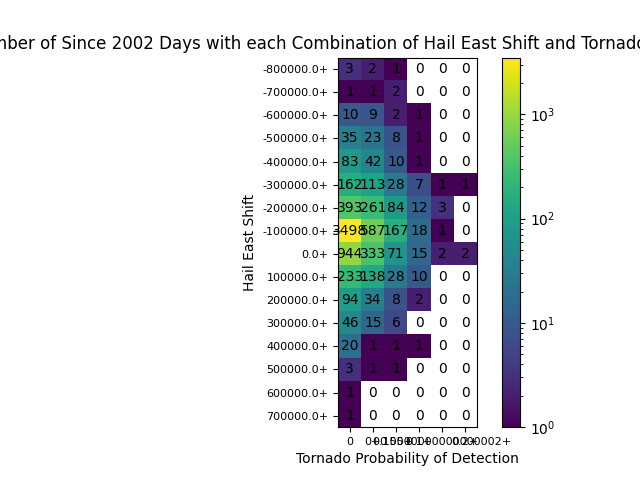 nber of Since 2002 Days with each Combination of Hail East Shift and Tornado
-800000.0+ 3 2 1 0 0 0
-700000.0+ 1 1 2 0 0 0
-600000.0+ 10 9 2 1 0 0
-500000.0+ 35 23 8 1 0 0
-400000.0+ 83 42 10 1 0 0
-300000.0+ 162 113 28 7 1 1
-200000.0+ 393 261 84 12 3 0
-100000.0+ 3498 587 167 18 1 0
0.0+ 944 333 71 15 2 2
100000.0+ 233 138 28 10 0 0
200000.0+ 94 34 8 2 0 0
300000.0+ 46 15 6 0 0 0
400000.0+ 20 1 1 1 0 0
500000.0+ 3 1 1 0 0 0
600000.0+ 1 0 0 0 0 0
700000.0+ 1 0 0 0 0 0
0
Tornado Probability of Detection
Hail East Shift
10³
10²
10¹
10⁰